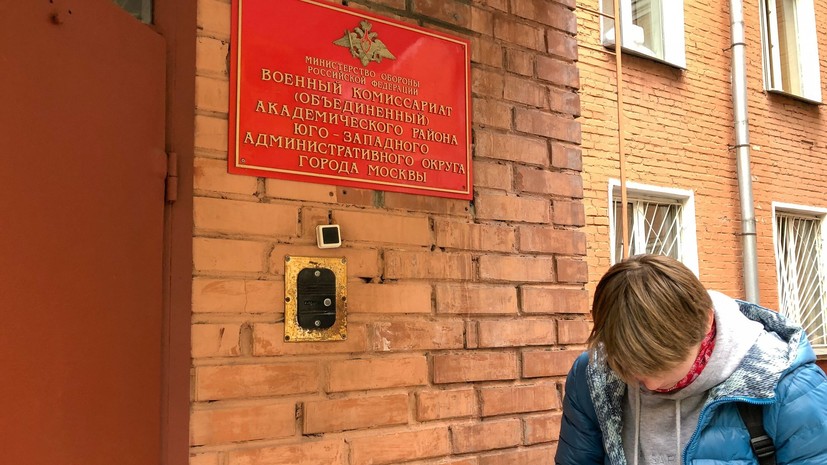 МИНИСТЕРСТВО ОБОРОНЫ
РОССИЙСКОЙ ФЕДЕРАЦИИ
ВОЕННЫЙ КОМИССАРИАТ
(ОБЪЕДИНЕННЫЙ)
АКАДЕМИЧЕСКОГО РАЙОНА
ЮГО-ЗАПАДНОГО
АДМИНИСТРАТИВНОГО ОКРУГА
ГОРОДА МОСКВЫ